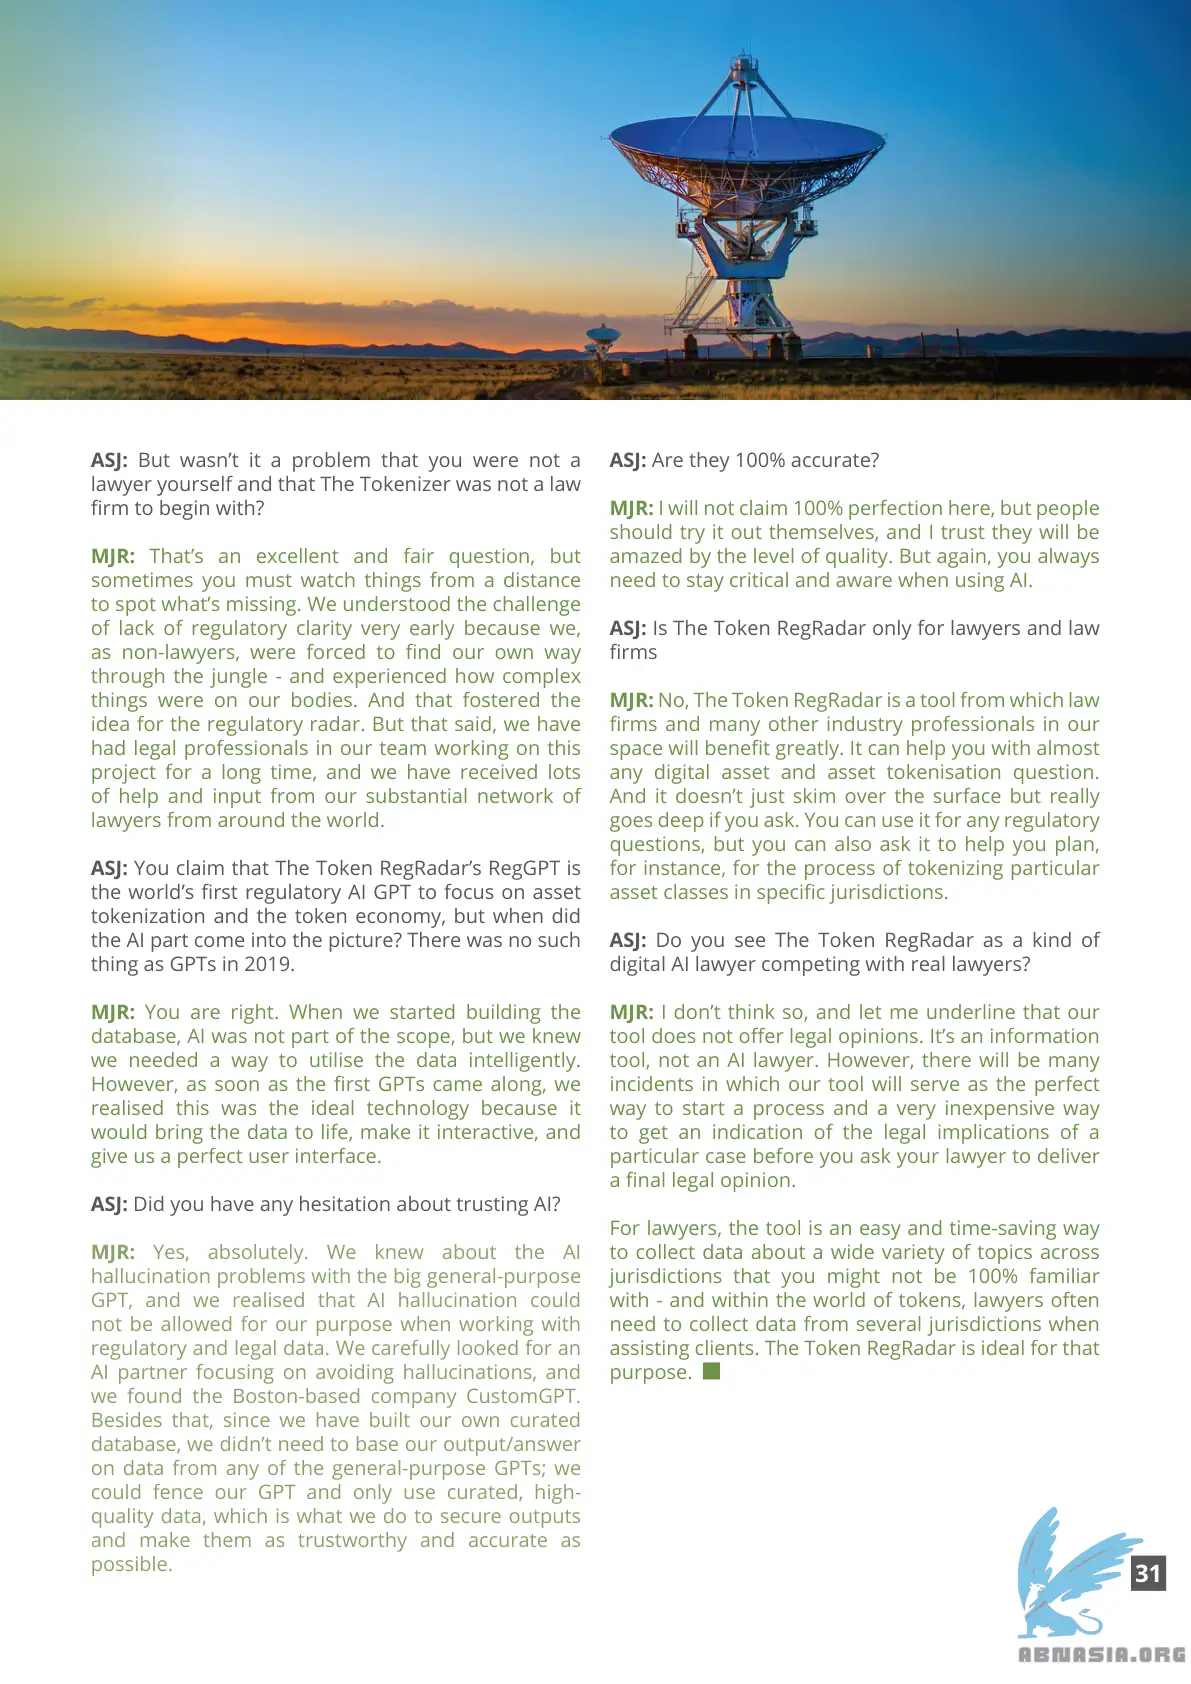 ASJ: But wasn’t it a problem that you were not a
lawyer yourself and that The Tokenizer was not a law
firm to begin with?
MJR: That’s an excellent and fair question, but
sometimes you must watch things from a distance
to spot what’s missing. We understood the challenge
of lack of regulatory clarity very early because we,
as non-lawyers, were forced to find our own way
through the jungle - and experienced how complex
things were on our bodies. And that fostered the
idea for the regulatory radar. But that said, we have
had legal professionals in our team working on this
project for a long time, and we have received lots
of help and input from our substantial network of
lawyers from around the world.
ASJ: You claim that The Token RegRadar’s RegGPT is
the world’s first regulatory AI GPT to focus on asset
tokenization and the token economy, but when did
the AI part come into the picture? There was no such
thing as GPTs in 2019.
MJR: You are right. When we started building the
database, AI was not part of the scope, but we knew
we needed a way to utilise the data intelligently.
However, as soon as the first GPTs came along, we
realised this was the ideal technology because it
would bring the data to life, make it interactive, and
give us a perfect user interface.
ASJ: Did you have any hesitation about trusting AI?
MJR: Yes, absolutely. We knew about the AI
hallucination problems with the big general-purpose
GPT, and we realised that AI hallucination could
not be allowed for our purpose when working with
regulatory and legal data. We carefully looked for an
AI partner focusing on avoiding hallucinations, and
we found the Boston-based company CustomGPT.
Besides that, since we have built our own curated
database, we didn’t need to base our output/answer
on data from any of the general-purpose GPTs; we
could fence our GPT and only use curated, high-
quality data, which is what we do to secure outputs
and make them as trustworthy and accurate as
possible.
ASJ: Are they 100% accurate?
MJR: I will not claim 100% perfection here, but people
should try it out themselves, and I trust they will be
amazed by the level of quality. But again, you always
need to stay critical and aware when using AI.
ASJ: Is The Token RegRadar only for lawyers and law
firms
MJR: No, The Token RegRadar is a tool from which law
firms and many other industry professionals in our
space will benefit greatly. It can help you with almost
any digital asset and asset tokenisation question.
And it doesn’t just skim over the surface but really
goes deep if you ask. You can use it for any regulatory
questions, but you can also ask it to help you plan,
for instance, for the process of tokenizing particular
asset classes in specific jurisdictions.
ASJ: Do you see The Token RegRadar as a kind of
digital AI lawyer competing with real lawyers?
MJR: I don’t think so, and let me underline that our
tool does not offer legal opinions. It’s an information
tool, not an AI lawyer. However, there will be many
incidents in which our tool will serve as the perfect
way to start a process and a very inexpensive way
to get an indication of the legal implications of a
particular case before you ask your lawyer to deliver
a final legal opinion.
For lawyers, the tool is an easy and time-saving way
to collect data about a wide variety of topics across
jurisdictions that you might not be 100% familiar
with - and within the world of tokens, lawyers often
need to collect data from several jurisdictions when
assisting clients. The Token RegRadar is ideal for that
purpose.
31
ABNASIA.ORG